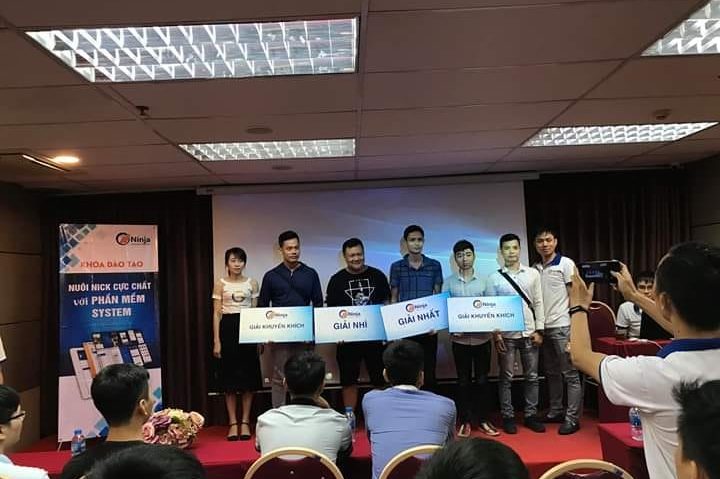 Ninja
KHÓA ĐÀO TẠO
NUÔI NICK CỰC CHẤT
VỚI PHẦN MỀM
SYSTEM
Ninja
GIẢI KHUYẾN KHÍCH
Ninja
GIẢI NHÌ
Ninja
GIẢI NHẤT
Ninja
GIẢI KHUYẾN KHÍCH